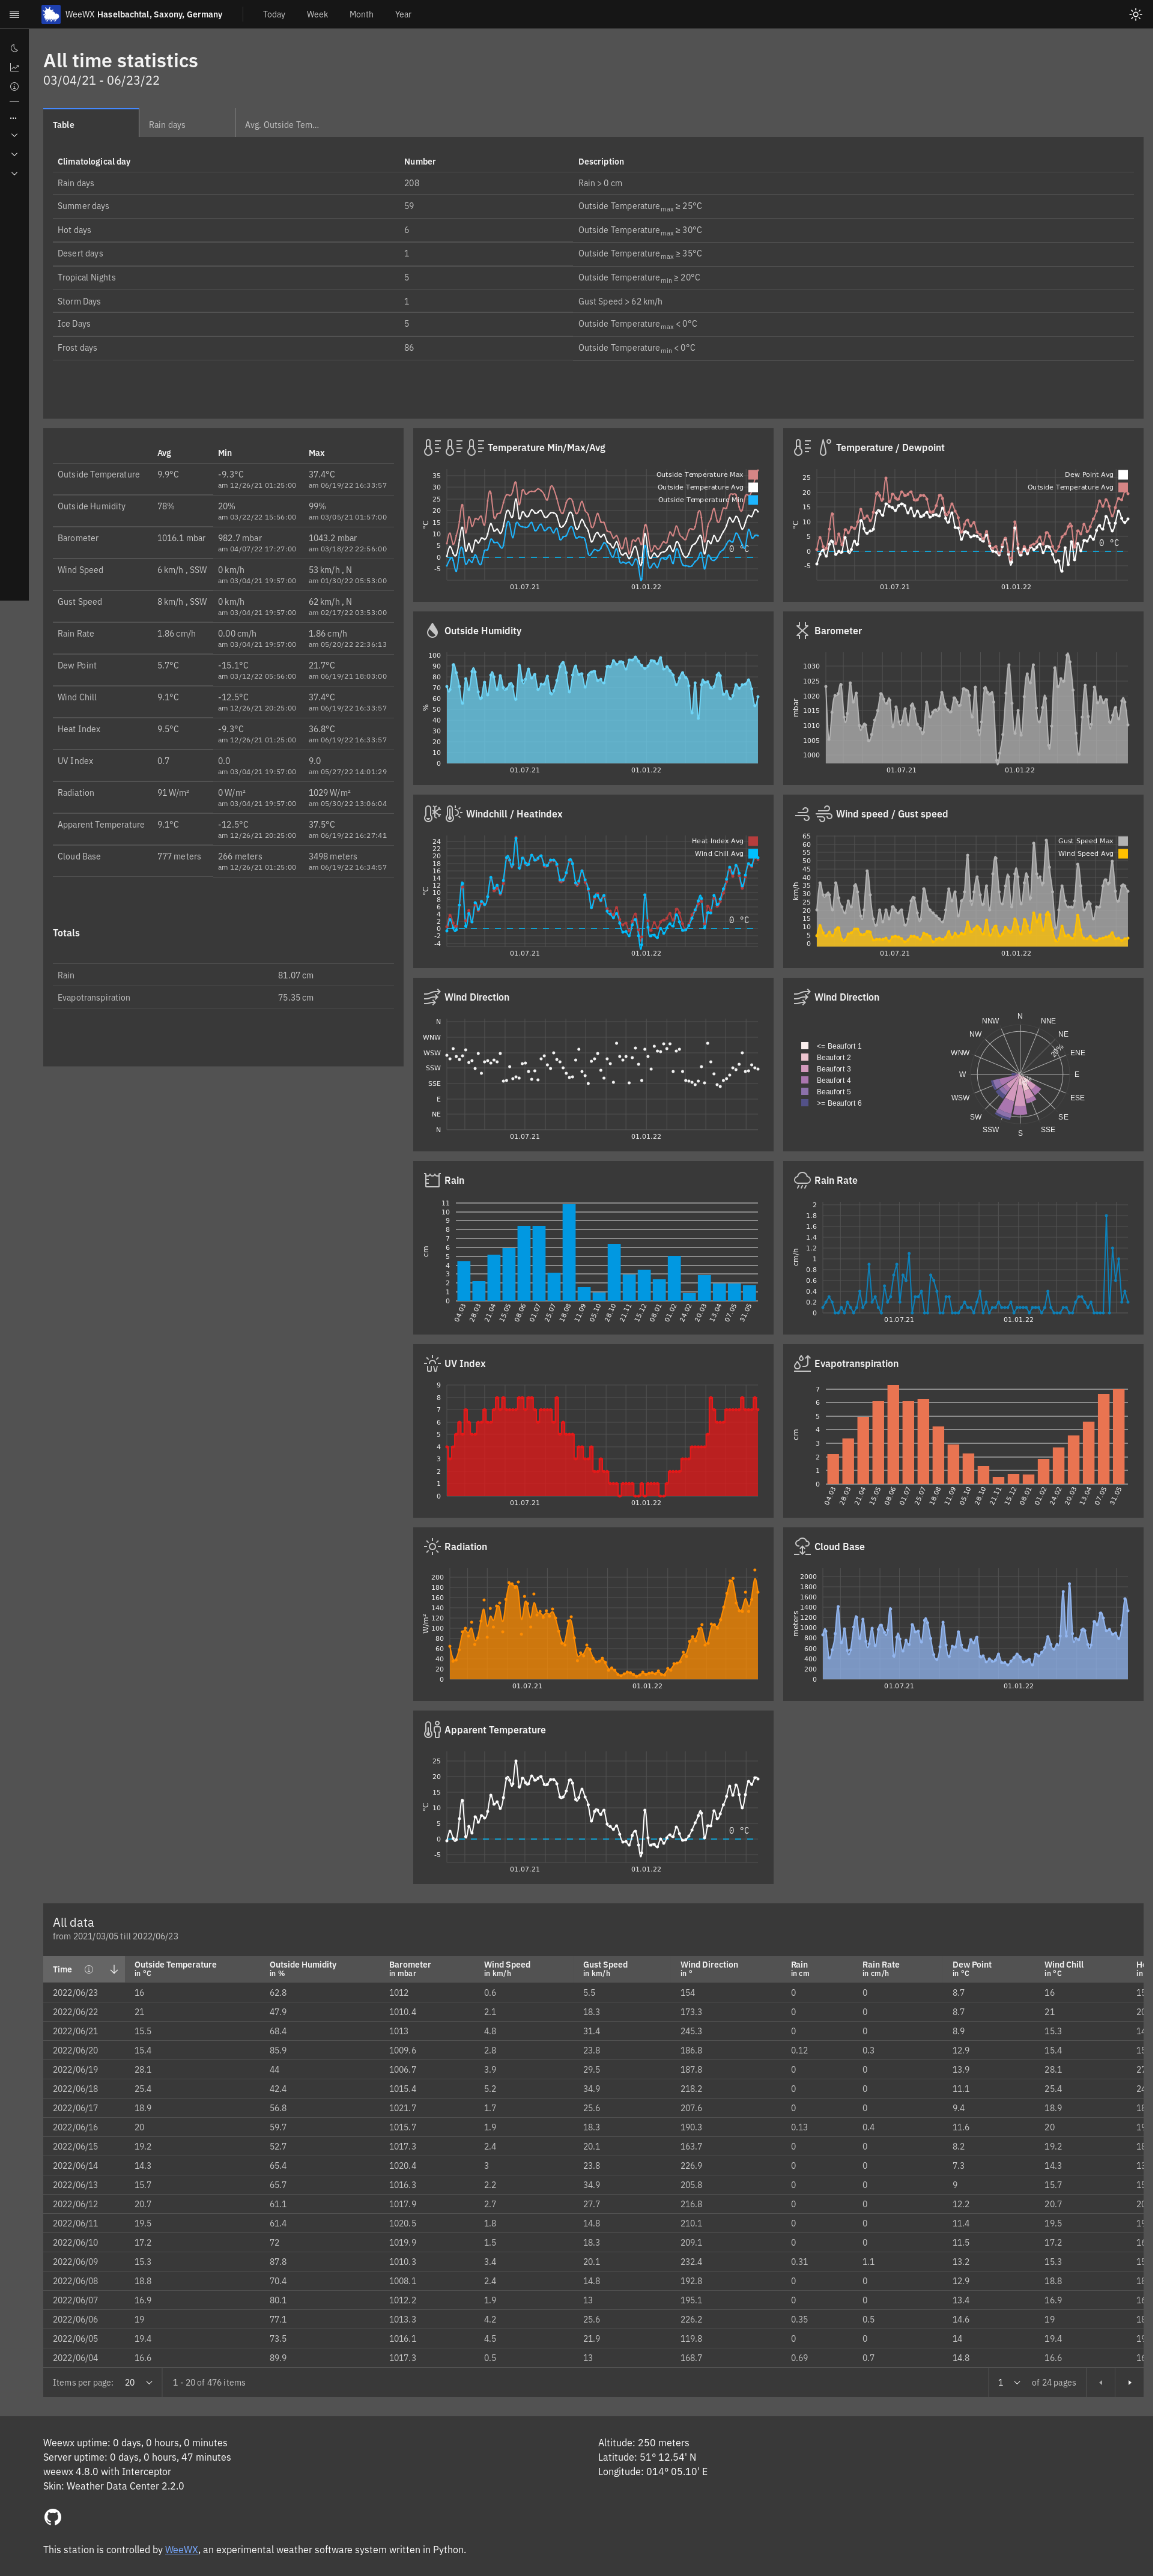 WeeWX Haselbachtal, Saxony, Germany Today Week Month Year
All time statistics
03/04/21 - 06/23/22
Table Rain days Avg. Outside Tem...
Climatological day Number Description
Rain days 208 Rain > 0 cm
Summer days 59 Outside Temperaturemax ≥ 25°C
Hot days 6 Outside Temperaturemax ≥ 30°C
Desert days 1 Outside Temperaturemax ≥ 35°C
Tropical Nights 5 Outside Temperaturemin ≥ 20°C
Storm Days 1 Gust Speed > 62 km/h
Ice Days 5 Outside Temperaturemax < 0°C
Frost days 86 Outside Temperaturemin < 0°C
Avg Min Max
Outside Temperature 9.9°C -9.3°C 37.4°C
am 12/26/21 01:25:00 am 06/19/22 16:33:57
Outside Humidity 78% 20% 99%
am 03/22/22 15:56:00 am 03/05/21 01:57:00
Barometer 1016.1 mbar 982.7 mbar 1043.2 mbar
am 04/07/22 17:27:00 am 03/18/22 22:56:00
Wind Speed 6 km/h , SSW 0 km/h 53 km/h , N
am 03/04/21 19:57:00 am 01/30/22 05:53:00
Gust Speed 8 km/h , SSW 0 km/h 62 km/h , N
am 03/04/21 19:57:00 am 02/17/22 03:53:00
Rain Rate 1.86 cm/h 0.00 cm/h 1.86 cm/h
am 03/04/21 19:57:00 am 05/20/22 22:36:13
Dew Point 5.7°C -15.1°C 21.7°C
am 03/12/22 05:56:00 am 06/19/21 18:03:00
Wind Chill 9.1°C -12.5°C 37.4°C
am 12/26/21 20:25:00 am 06/19/22 16:33:57
Heat Index 9.5°C -9.3°C 36.8°C
am 12/26/21 01:25:00 am 06/19/22 16:33:57
UV Index 0.7 0.0 9.0
am 03/04/21 19:57:00 am 05/27/22 14:01:29
Radiation 91 W/m² 0 W/m² 1029 W/m²
am 03/04/21 19:57:00 am 05/30/22 13:06:04
Apparent Temperature 9.1°C -12.5°C 37.5°C
am 12/26/21 20:25:00 am 06/19/22 16:27:41
Cloud Base 777 meters 266 meters 3498 meters
am 12/26/21 01:25:00 am 06/19/22 16:34:57
Totals
Rain 81.07 cm
Evapotranspiration 75.35 cm
Temperature Min/Max/Avg
Outside Temperature Max
Outside Temperature Avg
Outside Temperature Min
°C
35
30
25
20
15
10
5
0
-5
0 °C
01.07.21 01.01.22
Temperature / Dewpoint
Dew Point Avg
Outside Temperature Avg
°C
25
20
15
10
5
0
-5
0 °C
01.07.21 01.01.22
Outside Humidity
%
100
90
80
70
60
50
40
30
20
10
0
01.07.21 01.01.22
Barometer
mbar
1030
1025
1020
1015
1010
1005
1000
01.07.21 01.01.22
Windchill / Heatindex
Heat Index Avg
Wind Chill Avg
°C
24
22
20
18
16
14
12
10
8
6
4
2
0
-2
-4
0 °C
01.07.21 01.01.22
Wind speed / Gust speed
Gust Speed Max
Wind Speed Avg
km/h
65
60
55
50
45
40
35
30
25
20
15
10
5
0
01.07.21 01.01.22
Wind Direction
N
WNW
WSW
SSW
SSE
E
NE
N
01.07.21 01.01.22
Wind Direction
<= Beaufort 1
Beaufort 2
Beaufort 3
Beaufort 4
Beaufort 5
>= Beaufort 6
N
NNE
NE
ENE
E
ESE
SE
SSE
S
SSW
SW
WSW
W
WNW
NW
NNW
20%
Rain
cm
11
10
9
8
7
6
5
4
3
2
1
0
04.03 28.03 21.04 15.05 08.06 01.07 25.07 18.08 11.09 05.10 28.10 21.11 15.12 08.01 01.02 24.02 20.03 13.04 07.05 31.05
Rain Rate
cm/h
2
1.8
1.6
1.4
1.2
1
0.8
0.6
0.4
0.2
0
01.07.21 01.01.22
UV Index
9
8
7
6
5
4
3
2
1
0
01.07.21 01.01.22
Evapotranspiration
cm
7
6
5
4
3
2
1
0
04.03 28.03 21.04 15.05 08.06 01.07 25.07 18.08 11.09 05.10 28.10 21.11 15.12 08.01 01.02 24.02 20.03 13.04 07.05 31.05
Radiation
W/m²
200
180
160
140
120
100
80
60
40
20
0
01.07.21 01.01.22
Cloud Base
meters
2000
1800
1600
1400
1200
1000
800
600
400
200
0
01.07.21 01.01.22
Apparent Temperature
°C
25
20
15
10
5
0
-5
0 °C
01.07.21 01.01.22
All data
from 2021/03/05 till 2022/06/23
Time Outside Temperature Outside Humidity Barometer Wind Speed Gust Speed Wind Direction Rain Rain Rate Dew Point Wind Chill He
in °C in % in mbar in km/h in km/h in ° in cm in cm/h in °C in °C in
2022/06/23 16 62.8 1012 0.6 5.5 154 0 0 8.7 16 15
2022/06/22 21 47.9 1010.4 2.1 18.3 173.3 0 0 8.7 21 20
2022/06/21 15.5 68.4 1013 4.8 31.4 245.3 0 0 8.9 15.3 14
2022/06/20 15.4 85.9 1009.6 2.8 23.8 186.8 0.12 0.3 12.9 15.4 15
2022/06/19 28.1 44 1006.7 3.9 29.5 187.8 0 0 13.9 28.1 27
2022/06/18 25.4 42.4 1015.4 5.2 34.9 218.2 0 0 11.1 25.4 24
2022/06/17 18.9 56.8 1021.7 1.7 25.6 207.6 0 0 9.4 18.9 18
2022/06/16 20 59.7 1015.7 1.9 18.3 190.3 0.13 0.4 11.6 20 19
2022/06/15 19.2 52.7 1017.3 2.4 20.1 163.7 0 0 8.2 19.2 18
2022/06/14 14.3 65.4 1020.4 3 23.8 226.9 0 0 7.3 14.3 13
2022/06/13 15.7 65.7 1016.3 2.2 34.9 205.8 0 0 9 15.7 15
2022/06/12 20.7 61.1 1017.9 2.7 27.7 216.8 0 0 12.2 20.7 20
2022/06/11 19.5 61.4 1020.5 1.8 14.8 210.1 0 0 11.4 19.5 19
2022/06/10 17.2 72 1019.9 1.5 18.3 209.1 0 0 11.5 17.2 16
2022/06/09 15.3 87.8 1010.3 3.4 20.1 232.4 0.31 1.1 13.2 15.3 15
2022/06/08 18.8 70.4 1008.1 2.4 14.8 192.8 0 0 12.9 18.8 18
2022/06/07 16.9 80.1 1012.2 1.9 13 195.1 0 0 13.4 16.9 16
2022/06/06 19 77.1 1013.3 4.2 25.6 226.2 0.35 0.5 14.6 19 18
2022/06/05 19.4 73.5 1016.1 4.5 21.9 119.8 0 0 14 19.4 19
2022/06/04 16.6 89.9 1017.3 0.5 13 168.7 0.69 0.7 14.8 16.6 16
Items per page: 20 1 - 20 of 476 items 1 of 24 pages
Weewx uptime: 0 days, 0 hours, 0 minutes
Server uptime: 0 days, 0 hours, 47 minutes
weewx 4.8.0 with Interceptor
Skin: Weather Data Center 2.2.0
Altitude: 250 meters
Latitude: 51° 12.54' N
Longitude: 014° 05.10' E
This station is controlled by WeeWX, an experimental weather software system written in Python.